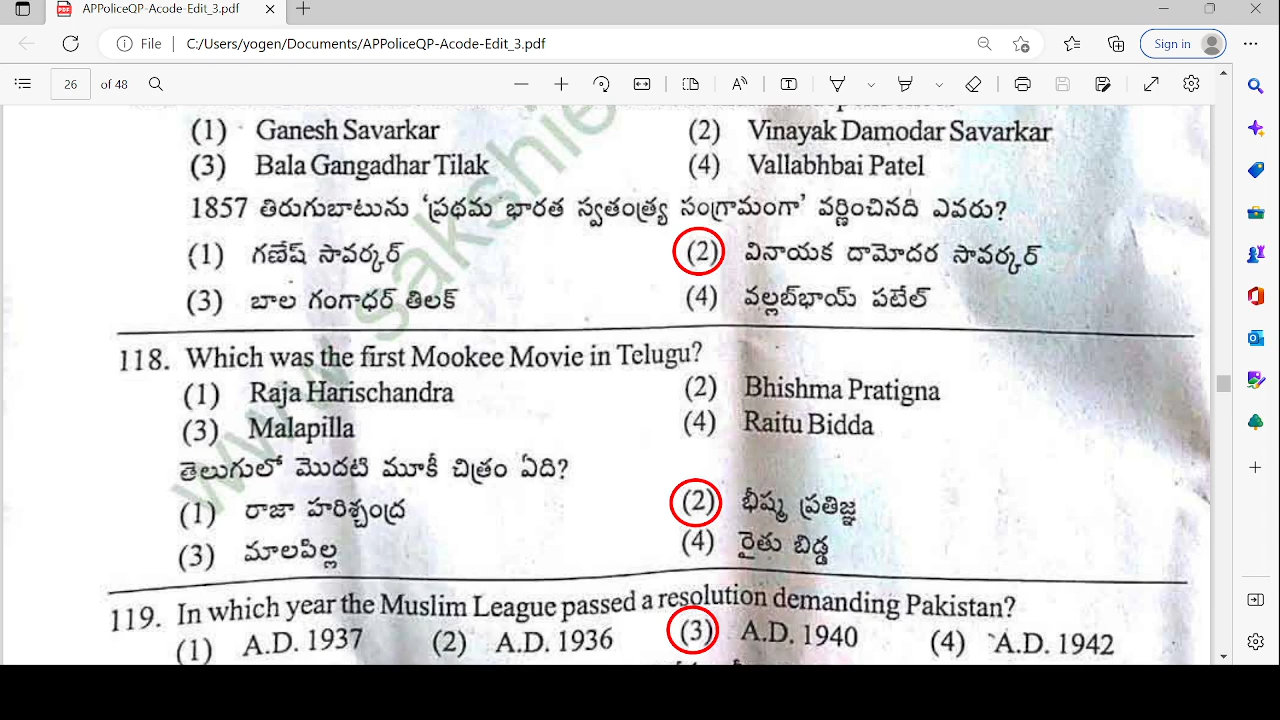 APPoliceQP-Acode-Edit_3.pdf
File C:/Users/yogen/Documents/APPoliceQP-Acode-Edit_3.pdf Sign in
26 of 48
(1) Ganesh Savarkar (2) Vinayak Damodar Savarkar
(3) Bala Gangadhar Tilak (4) Vallabhbai Patel
1857 తిరుగుబాటును 'ప్రథమ భారత స్వతంత్ర్య సంగ్రామంగా' వర్ణించినది ఎవరు?
(1) గణేష్ సావర్కర్ (2) వినాయక దామోదర సావర్కర్
(3) బాల గంగాధర్ తిలక్ (4) వల్లబ్‌భాయ్ పటేల్
118. Which was the first Mookee Movie in Telugu?
(1) Raja Harischandra (2) Bhishma Pratigna
(3) Malapilla (4) Raitu Bidda
తెలుగులో మొదటి మూకీ చిత్రం ఏది?
(1) రాజా హరిశ్చంద్ర (2) భీష్మ ప్రతిజ్ఞ
(3) మాలపిల్ల (4) రైతు బిడ్డ
119. In which year the Muslim League passed a resolution demanding Pakistan?
(1) A.D. 1937 (2) A.D. 1936 (3) A.D. 1940 (4) A.D. 1942